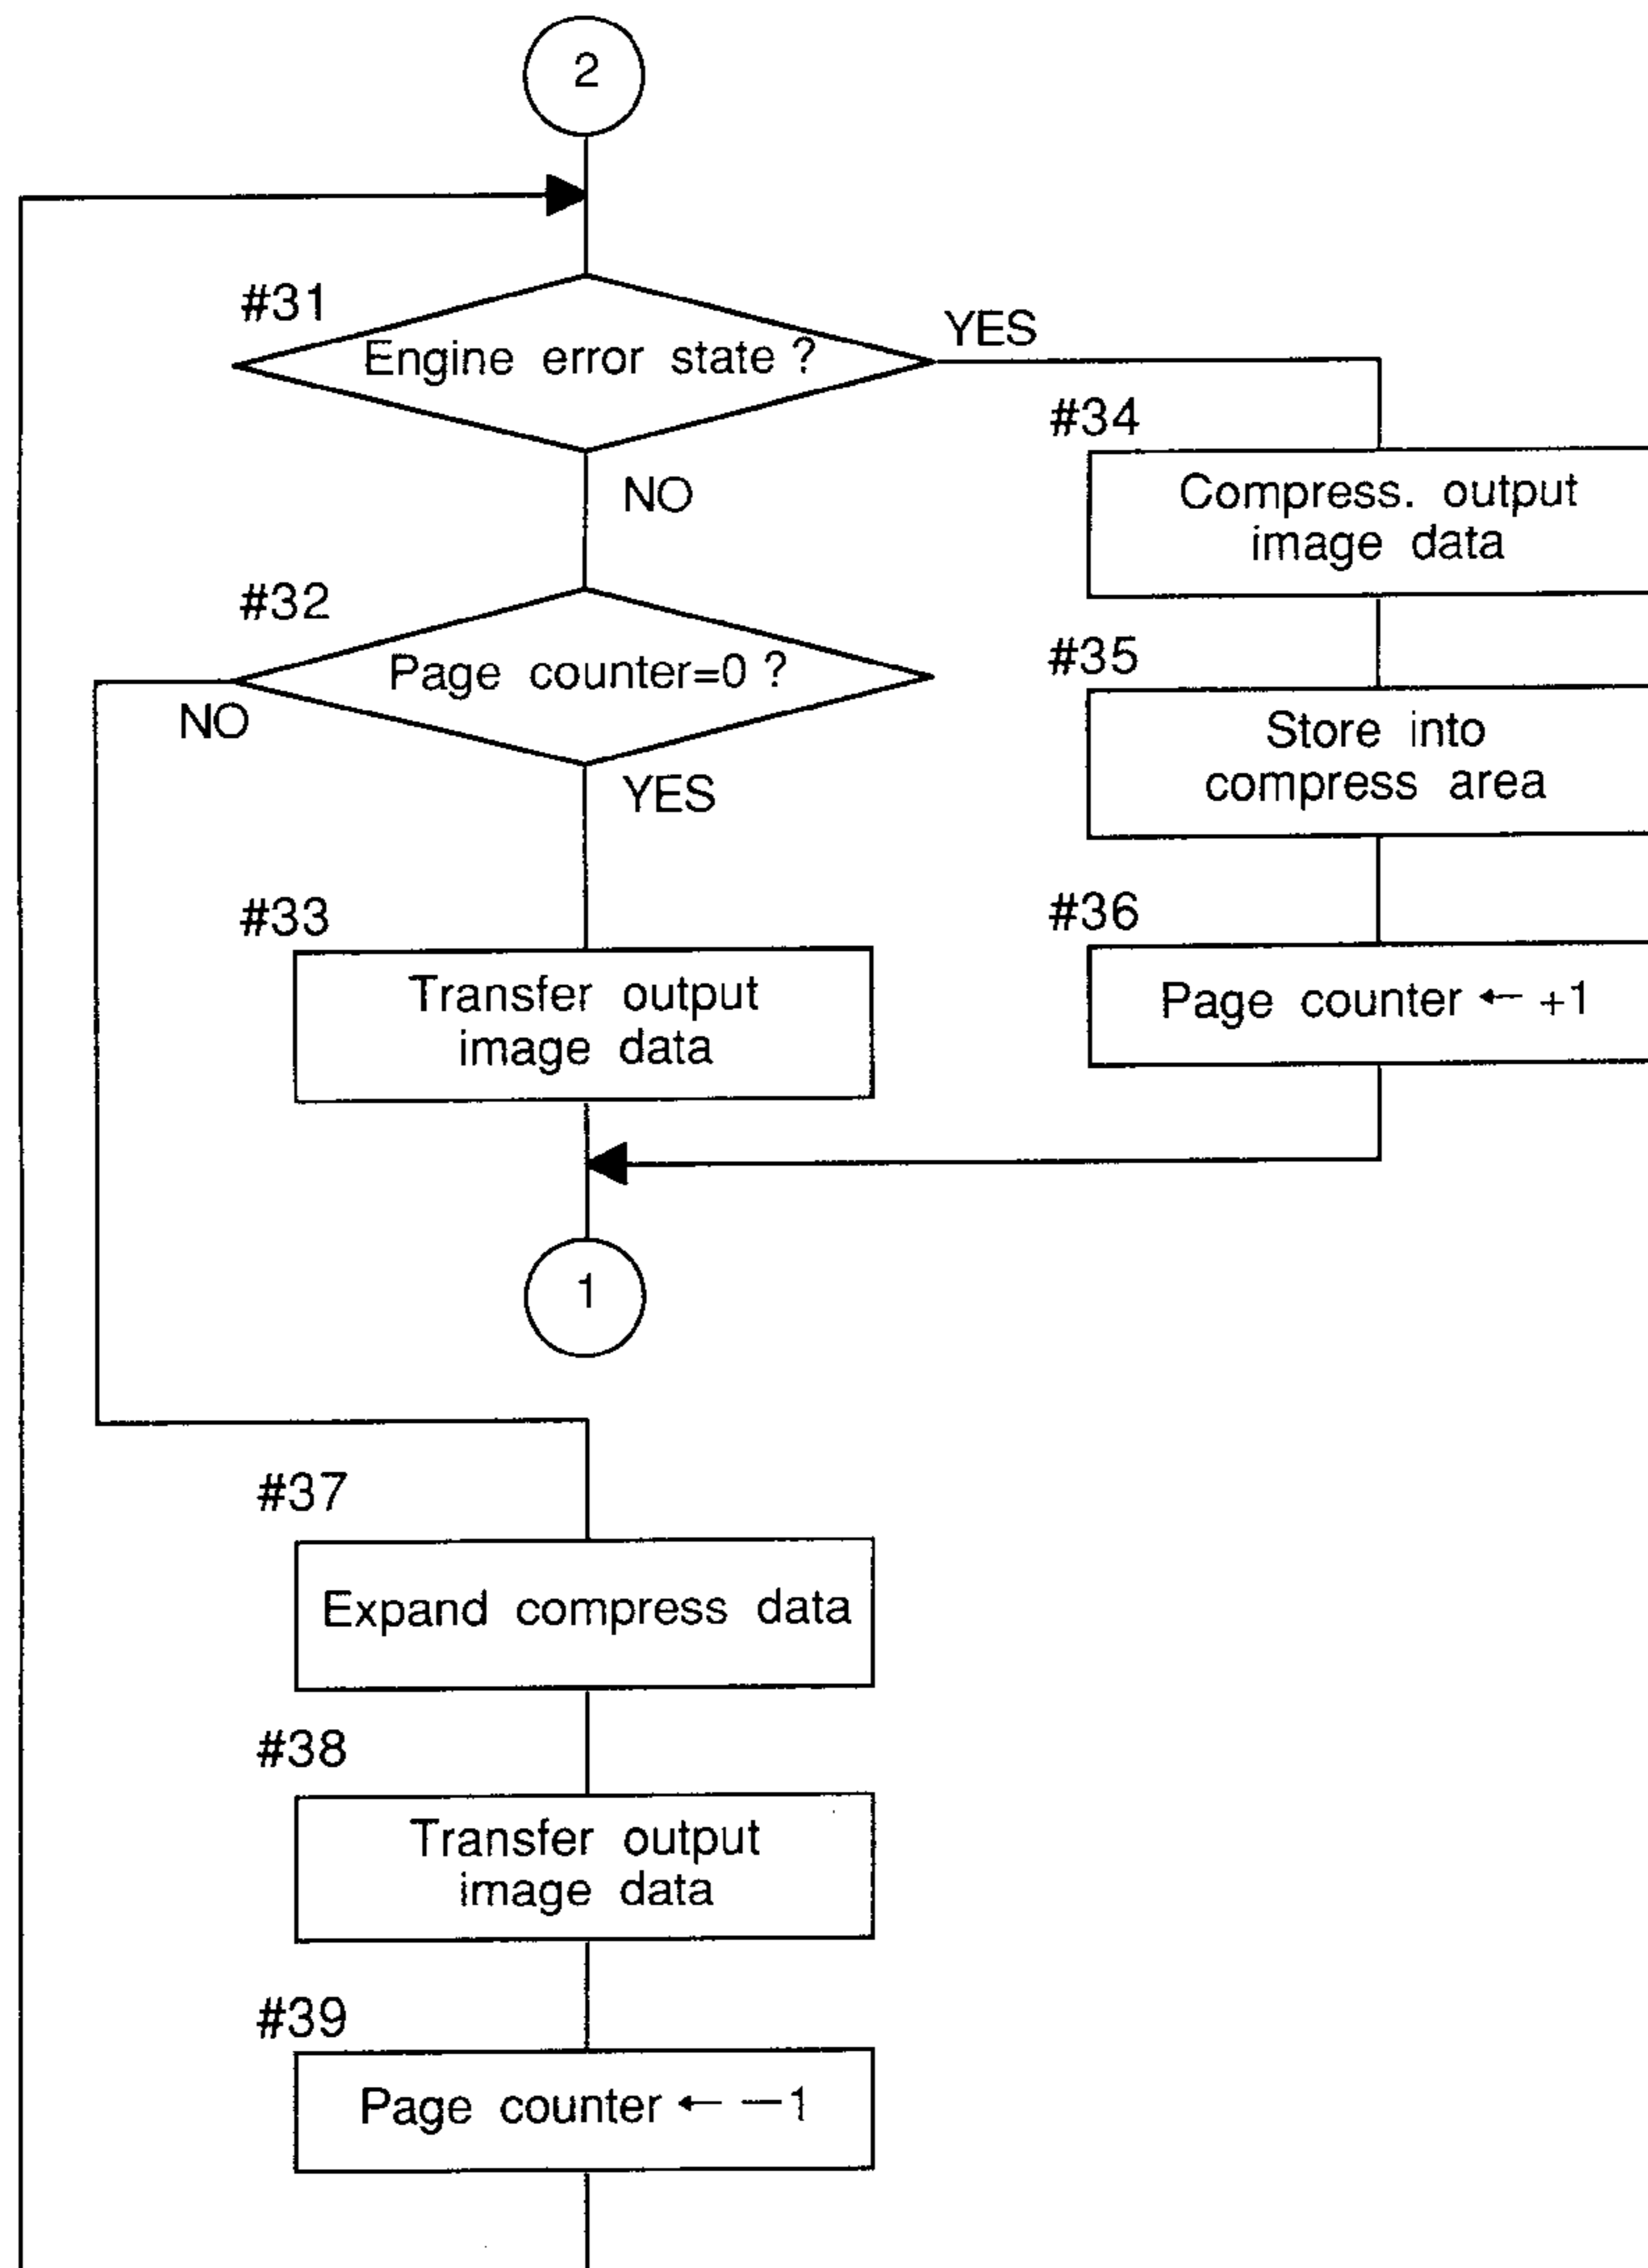 2
#31
Engine error state ?
YES
NO
#34
Compress. output
image data
#32
Page counter=0 ?
NO
YES
#35
Store into
compress area
#33
Transfer output
image data
#36
Page counter ← +1
1
#37
Expand compress data
#38
Transfer output
image data
#39
Page counter ← —1